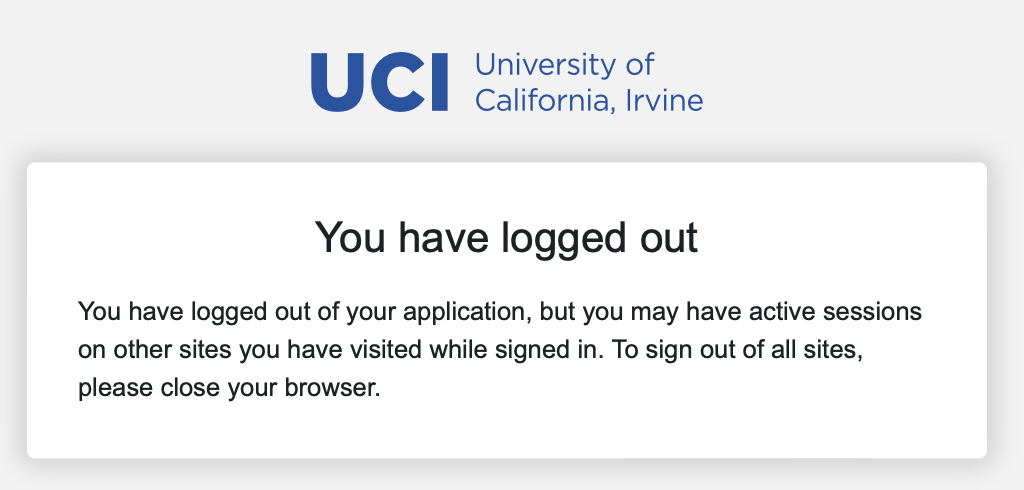 UCI University of
California, Irvine
You have logged out
You have logged out of your application, but you may have active sessions
on other sites you have visited while signed in. To sign out of all sites,
please close your browser.